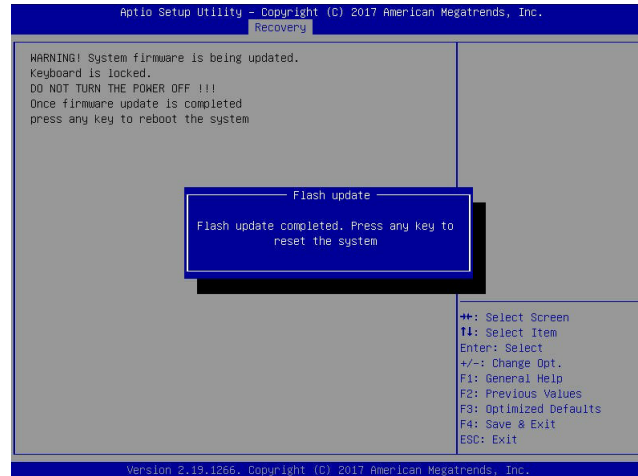 Aptio Setup Utility – Copyright (C) 2017 American Megatrends, Inc.
Recovery
WARNING! System firmware is being updated.
Keyboard is locked.
DO NOT TURN THE POWER OFF !!!
Once firmware update is completed
press any key to reboot the system
Flash update
Flash update completed. Press any key to
reset the system
→←: Select Screen
↑↓: Select Item
Enter: Select
+/-: Change Opt.
F1: General Help
F2: Previous Values
F3: Optimized Defaults
F4: Save & Exit
ESC: Exit
Version 2.19.1266. Copyright (C) 2017 American Megatrends, Inc.